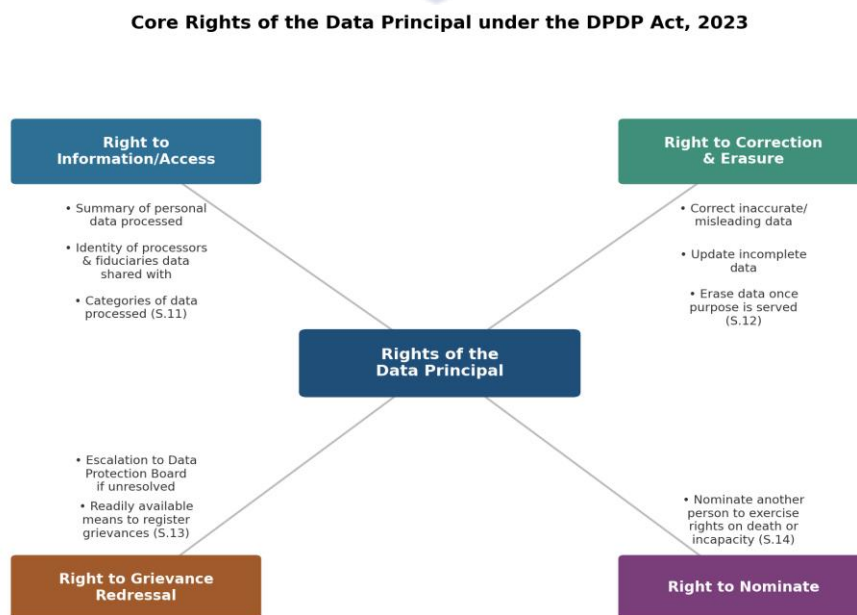 Core Rights of the Data Principal under the DPDP Act, 2023
Right to
Information/Access
• Summary of personal
data processed
• Identity of processors
& fiduciaries data
shared with
• Categories of data
processed (S.11)
Right to Correction
& Erasure
• Correct inaccurate/
misleading data
• Update incomplete
data
• Erase data once
purpose is served
(S.12)
Rights of the
Data Principal
• Escalation to Data
Protection Board
if unresolved
• Readily available
means to register
grievances (S.13)
Right to Grievance
Redressal
• Nominate another
person to exercise
rights on death or
incapacity (S.14)
Right to Nominate